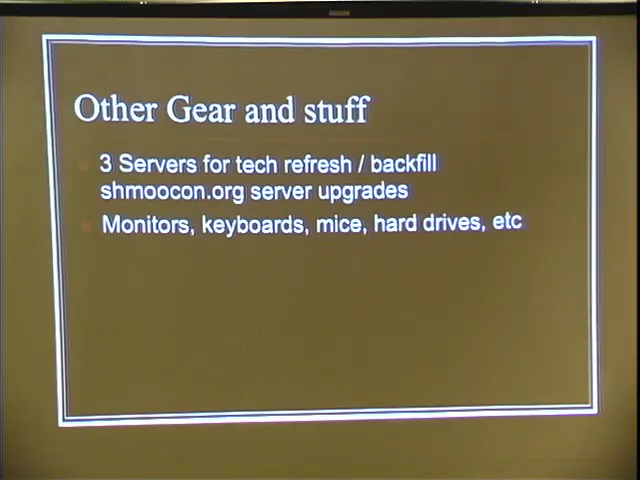 Other Gear and stuff
3 Servers for tech refresh / backfill
shmoocon.org server upgrades
Monitors, keyboards, mice, hard drives, etc